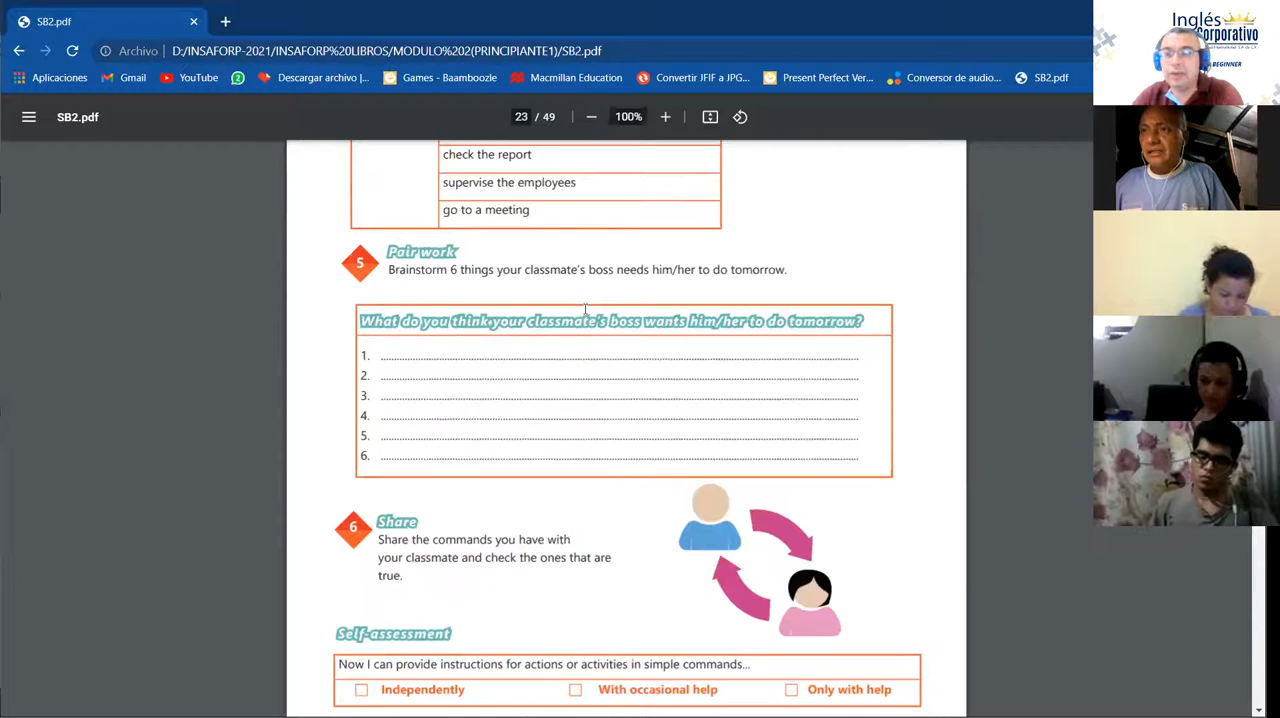 SB2.pdf
Archivo
D:/INSAFORP-2021/INSAFORP%20LIBROS/MODULO%202(PRINCIPIANTE1)/SB2.pdf
Aplicaciones
Gmail
YouTube
Descargar archivo |...
Games - Baamboozle
Macmillan Education
Convertir JFIF a JPG...
Present Perfect Ver...
Conversor de audio...
SB2.pdf
SB2.pdf
23 / 49
100%
Inglés
Corporativo
BEGINNER
check the report
supervise the employees
go to a meeting
5
Pair work
Brainstorm 6 things your classmate's boss needs him/her to do tomorrow.
What do you think your classmate's boss wants him/her to do tomorrow?
1.
2.
3.
4.
5.
6.
6
Share
Share the commands you have with
your classmate and check the ones that are
true.
Self-assessment
Now I can provide instructions for actions or activities in simple commands...
Independently
With occasional help
Only with help